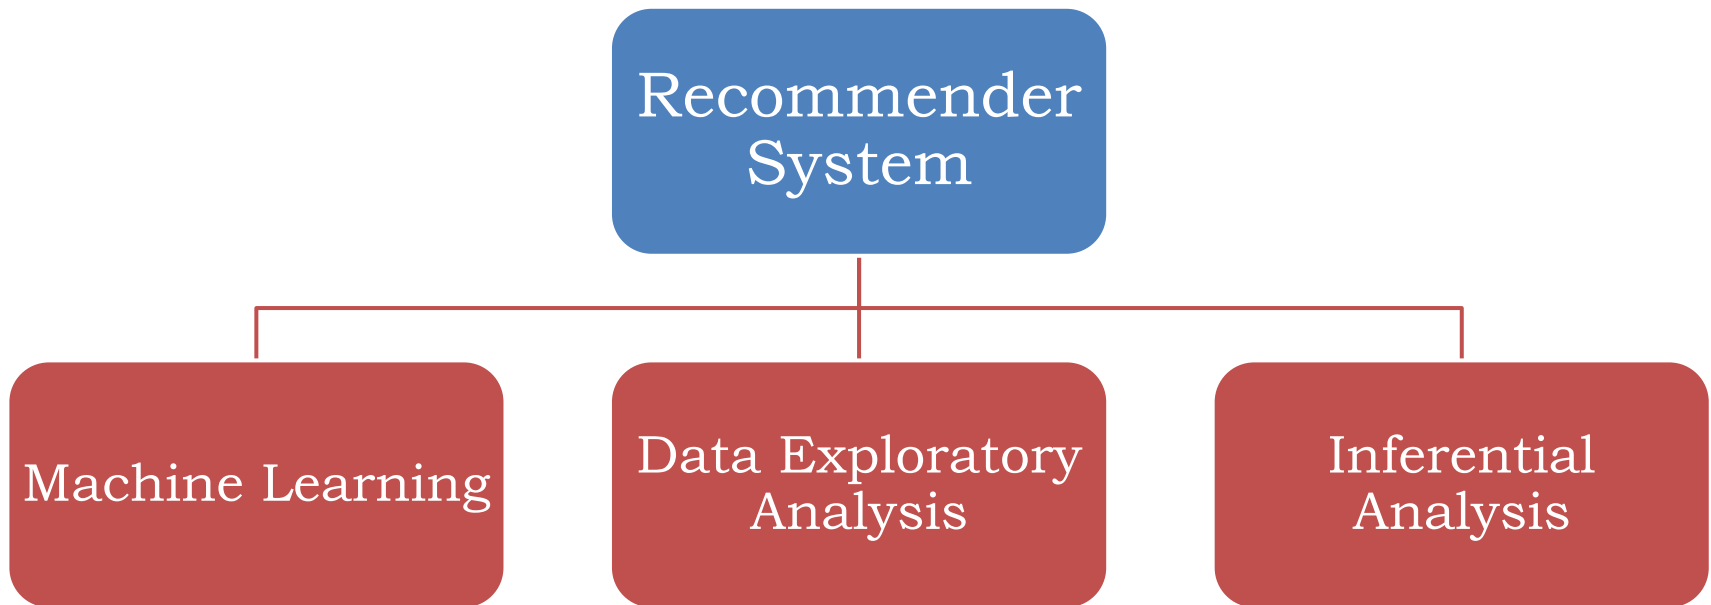 Recommender
System
Machine Learning
Data Exploratory
Analysis
Inferential
Analysis